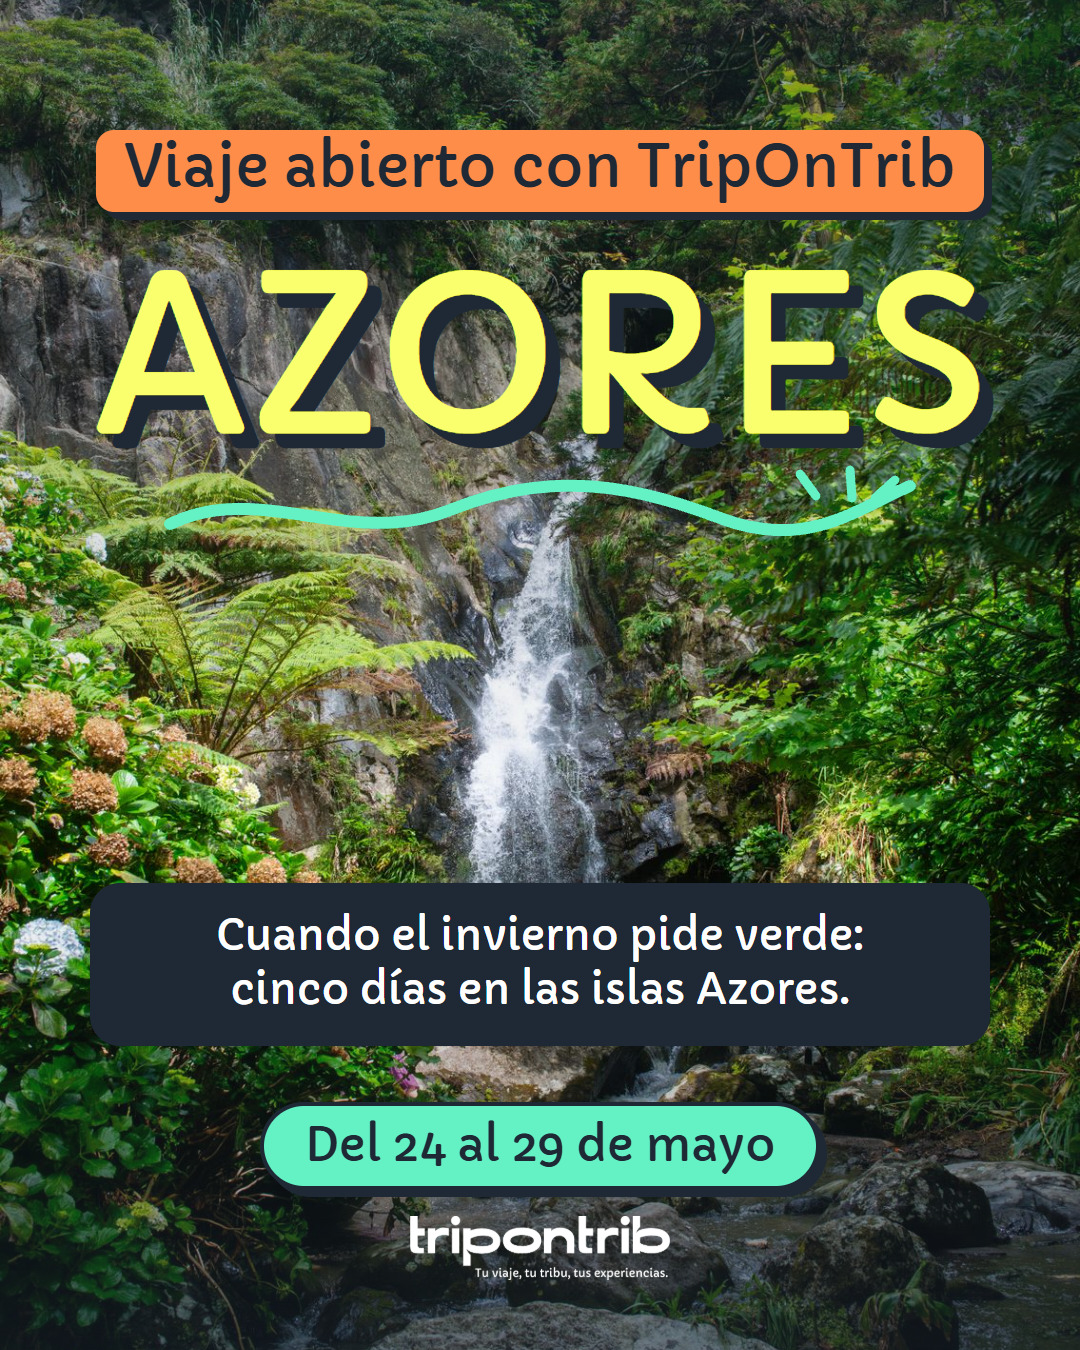 Viaje abierto con TripOnTrib
AZORES
Cuando el invierno pide verde:
cinco días en las islas Azores.
Del 24 al 29 de mayo
tripontrib
Tu viaje, tu tribu, tus experiencias.